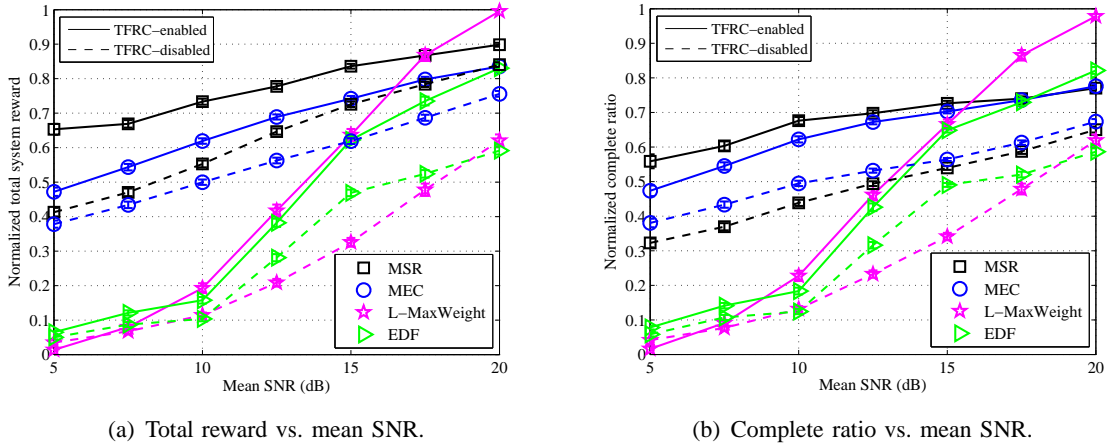 1
0.9
0.8
0.7
0.6
0.5
0.4
0.3
0.2
0.1
0
5
10
15
20
Normalized total system reward
Mean SNR (dB)
TFRC−enabled
TFRC−disabled
MSR
MEC
L−MaxWeight
EDF
(a) Total reward vs. mean SNR.
1
0.9
0.8
0.7
0.6
0.5
0.4
0.3
0.2
0.1
0
5
10
15
20
Normalized complete ratio
Mean SNR (dB)
TFRC−enabled
TFRC−disabled
MSR
MEC
L−MaxWeight
EDF
(b) Complete ratio vs. mean SNR.